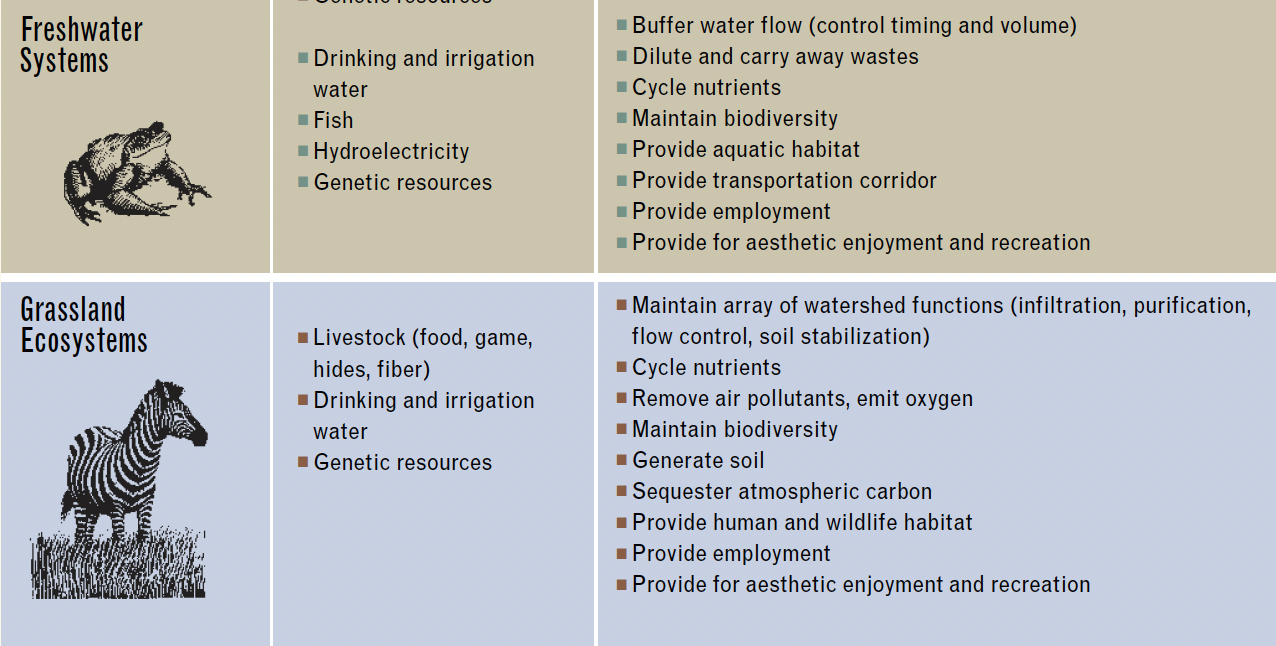 Genetic resources
Freshwater
Systems
Drinking and irrigation
water
Fish
Hydroelectricity
Genetic resources
Buffer water flow (control timing and volume)
Dilute and carry away wastes
Cycle nutrients
Maintain biodiversity
Provide aquatic habitat
Provide transportation corridor
Provide employment
Provide for aesthetic enjoyment and recreation
Grassland
Ecosystems
Livestock (food, game,
hides, fiber)
Drinking and irrigation
water
Genetic resources
Maintain array of watershed functions (infiltration, purification,
flow control, soil stabilization)
Cycle nutrients
Remove air pollutants, emit oxygen
Maintain biodiversity
Generate soil
Sequester atmospheric carbon
Provide human and wildlife habitat
Provide employment
Provide for aesthetic enjoyment and recreation